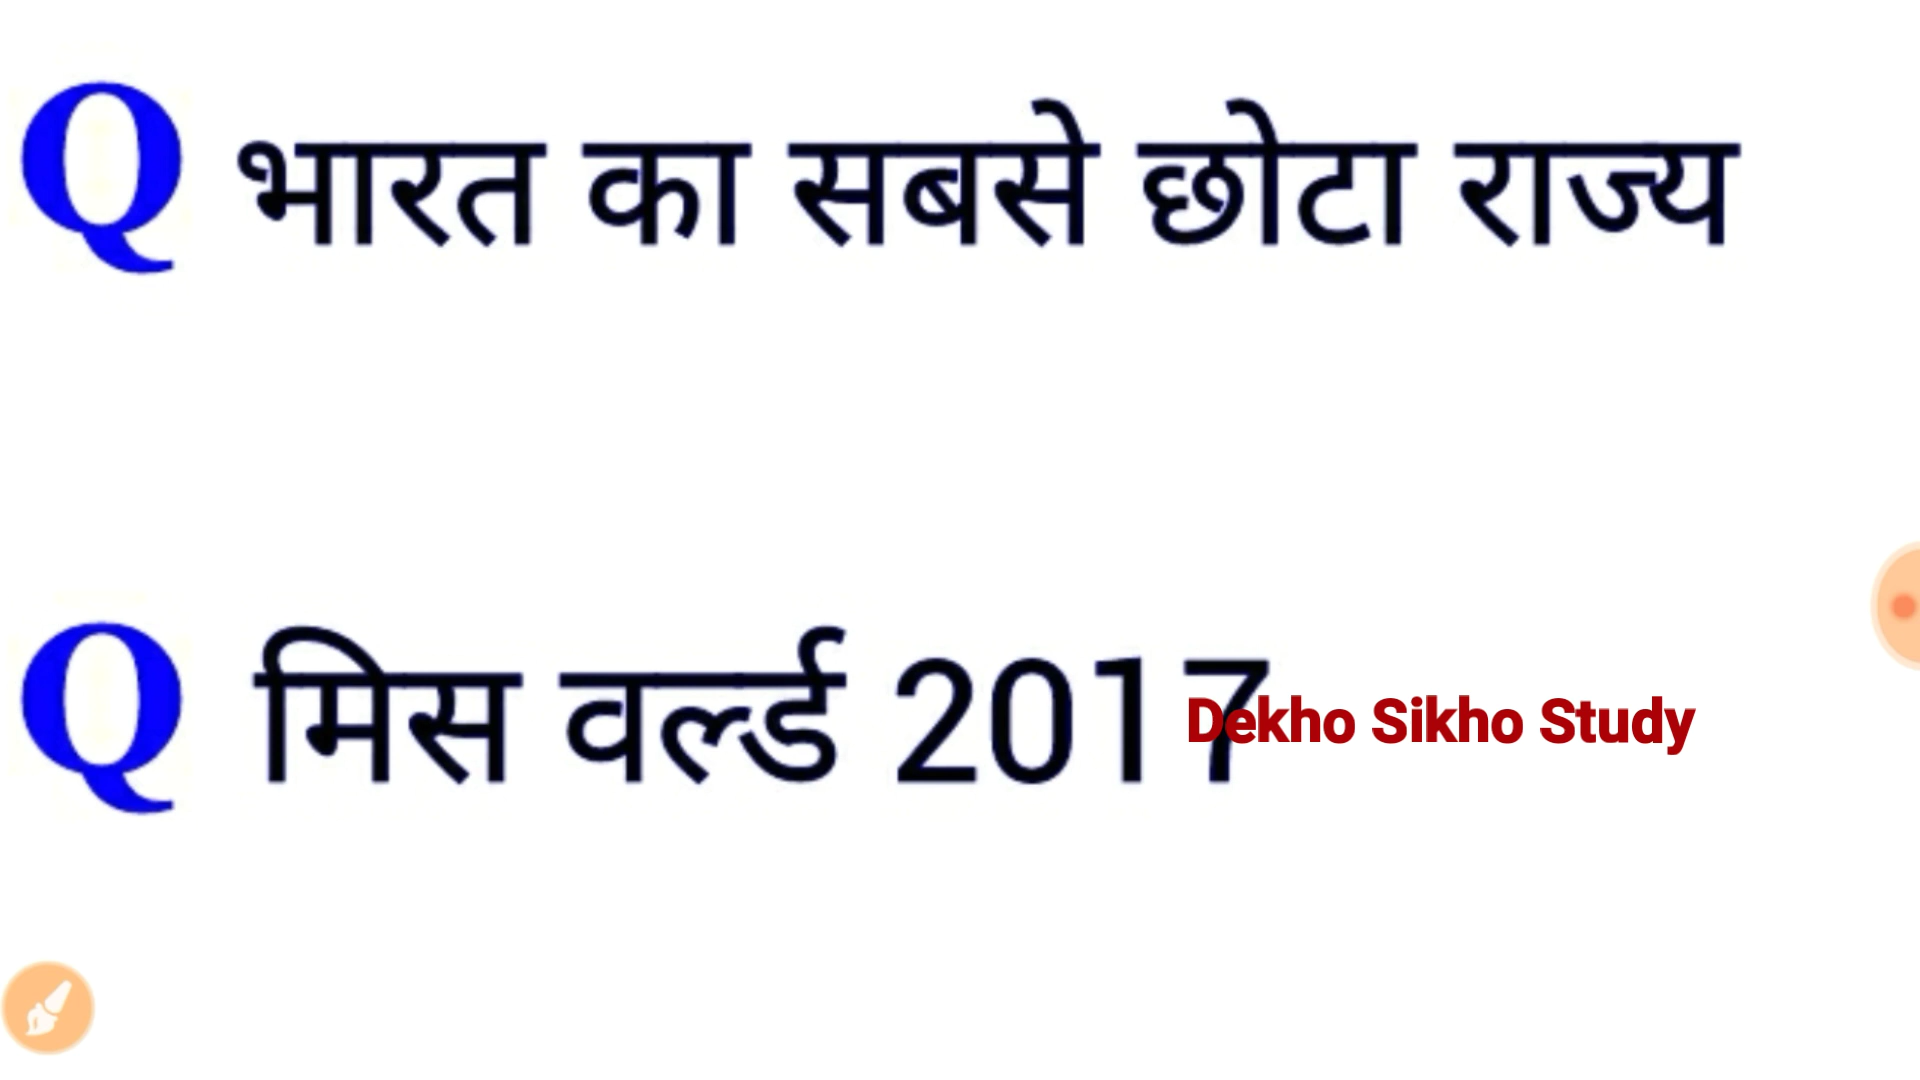 Q भारत का सबसे छोटा राज्य
Q मिस वर्ल्ड 2017
Dekho Sikho Study